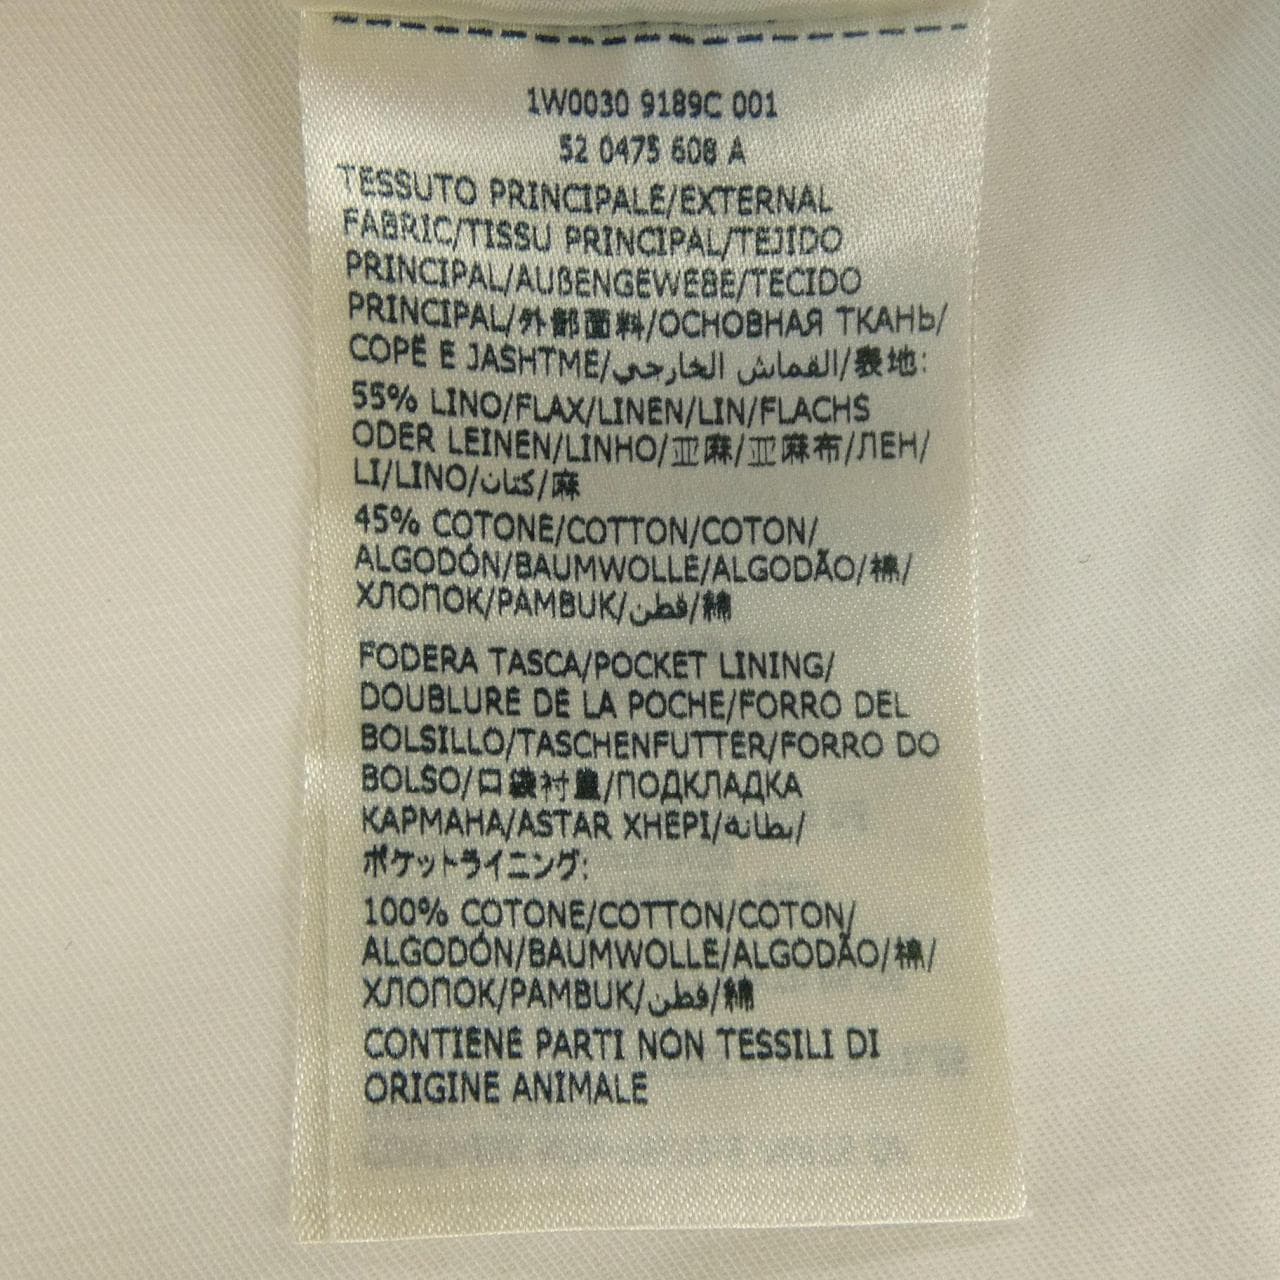 1W0030 9189C 001
52 0475 608 A
TESSUTO PRINCIPALE/EXTERNAL
FABRIC/TISSU PRINCIPAL/TEJIDO
PRINCIPAL/AUßENGEWEBE/TECIDO
PRINCIPAL/外部面料/ОСНОВНАЯ ТКАНЬ/
COPË E JASHTME/القماش الخارجي/表地:
55% LINO/FLAX/LINEN/LIN/FLACHS
ODER LEINEN/LINHO/亚麻/亚麻布/ЛЕН/
LI/LINO/كتان/麻
45% COTONE/COTTON/COTON/
ALGODÓN/BAUMWOLLE/ALGODÃO/棉/
ХЛОПОК/PAMBUK/قطن/綿
FODERA TASCA/POCKET LINING/
DOUBLURE DE LA POCHE/FORRO DEL
BOLSILLO/TASCHENFUTTER/FORRO DO
BOLSO/口袋衬里/ПОДКЛАДКА
КАРМАНА/ASTAR XHEPI/بطانة/
ポケットライニング:
100% COTONE/COTTON/COTON/
ALGODÓN/BAUMWOLLE/ALGODÃO/棉/
ХЛОПОК/PAMBUK/قطن/綿
CONTIENE PARTI NON TESSILI DI
ORIGINE ANIMALE